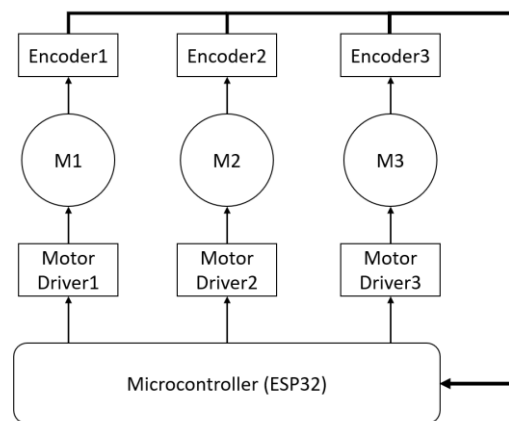 Encoder1 Encoder2 Encoder3
M1 M2 M3
Motor Motor Motor
Driver1 Driver2 Driver3
Microcontroller (ESP32)